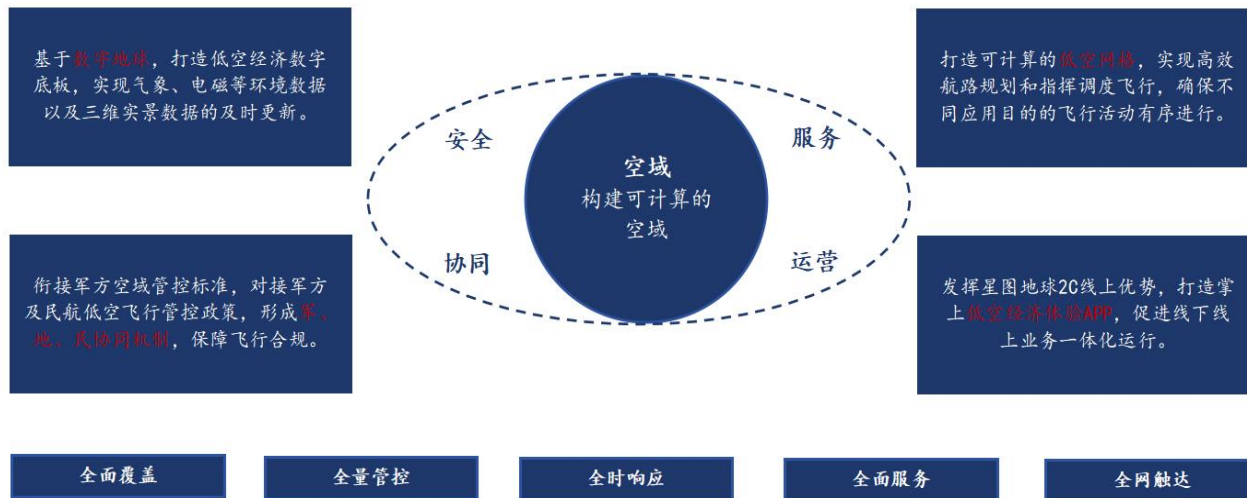 基于数字地球，打造低空经济数字
底板，实现气象、电磁等环境数据
以及三维实景数据的及时更新。
打造可计算的低空网格，实现高效
航路规划和指挥调度飞行，确保不
同应用目的的飞行活动有序进行。
安全
服务
空域
构建可计算的
空域
协同
运营
衔接军方空域管控标准，对接军方
及民航低空飞行管控政策，形成军、
地、民协同机制，保障飞行合规。
发挥星图地球2C线上优势，打造掌
上低空经济体验APP，促进线下线
上业务一体化运行。
全面覆盖
全量管控
全时响应
全面服务
全网触达